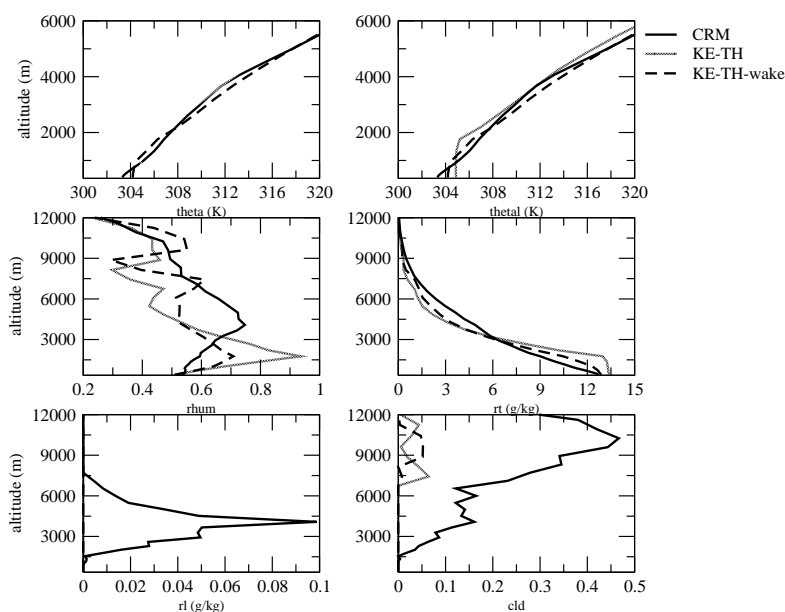 6000
4000
2000
altitude (m)
300 304 308 312 316 320
theta (K)
6000
4000
2000
300 304 308 312 316 320
thetal (K)
CRM
KE-TH
KE-TH-wake
12000
9000
6000
3000
altitude (m)
0.2 0.4 0.6 0.8 1
rhum
12000
9000
6000
3000
altitude (m)
0 3 6 9 12 15
rt (g/kg)
12000
9000
6000
3000
altitude (m)
0 0.02 0.04 0.06 0.08 0.1
rl (g/kg)
12000
9000
6000
3000
0 0.1 0.2 0.3 0.4 0.5
cld